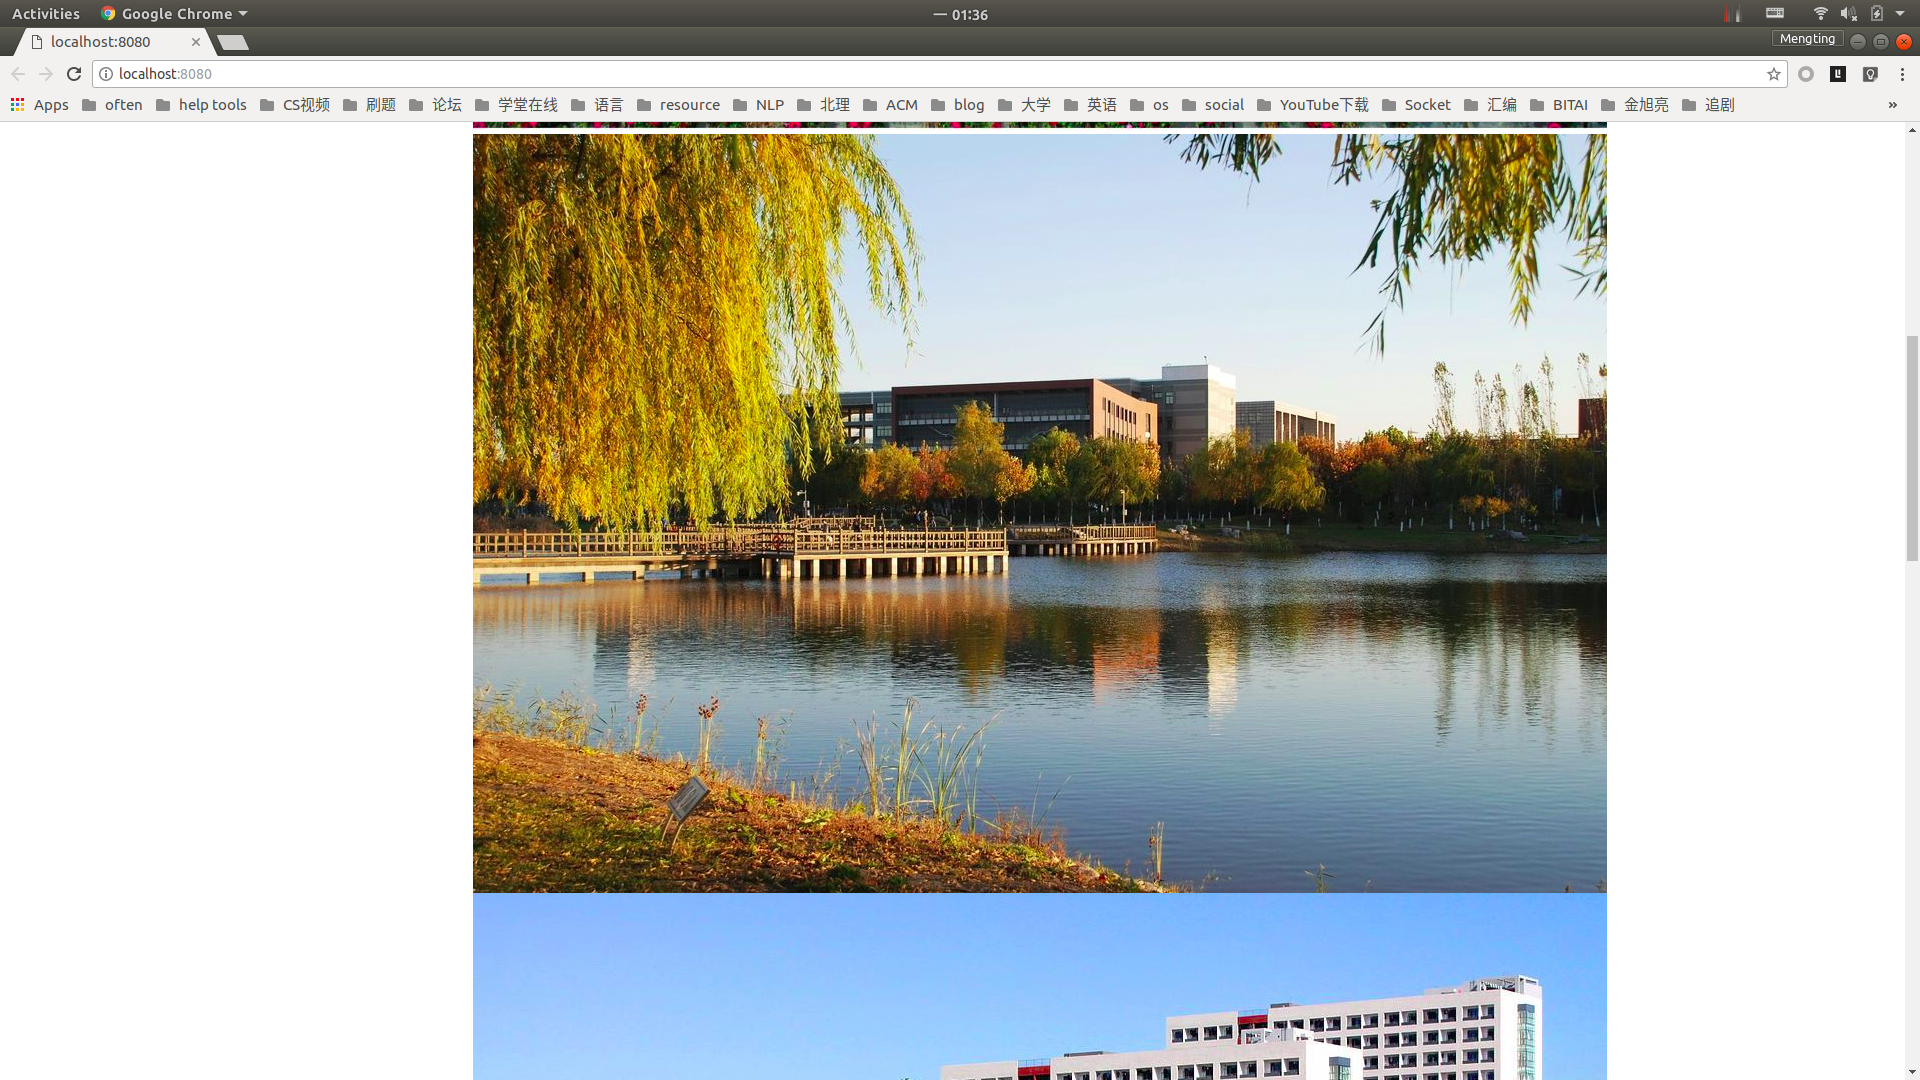 Activities Google Chrome 01:36
localhost:8080 Mengting
localhost:8080
Apps often help tools CS视频 刷题 论坛 学堂在线 语言 resource NLP 北理 ACM blog 大学 英语 os social YouTube下载 Socket 汇编 BITAI 金旭亮 追剧 »